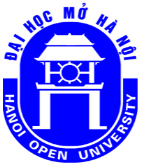 ĐẠI HỌC MỞ HÀ NỘI
HANOI OPEN UNIVERSITY